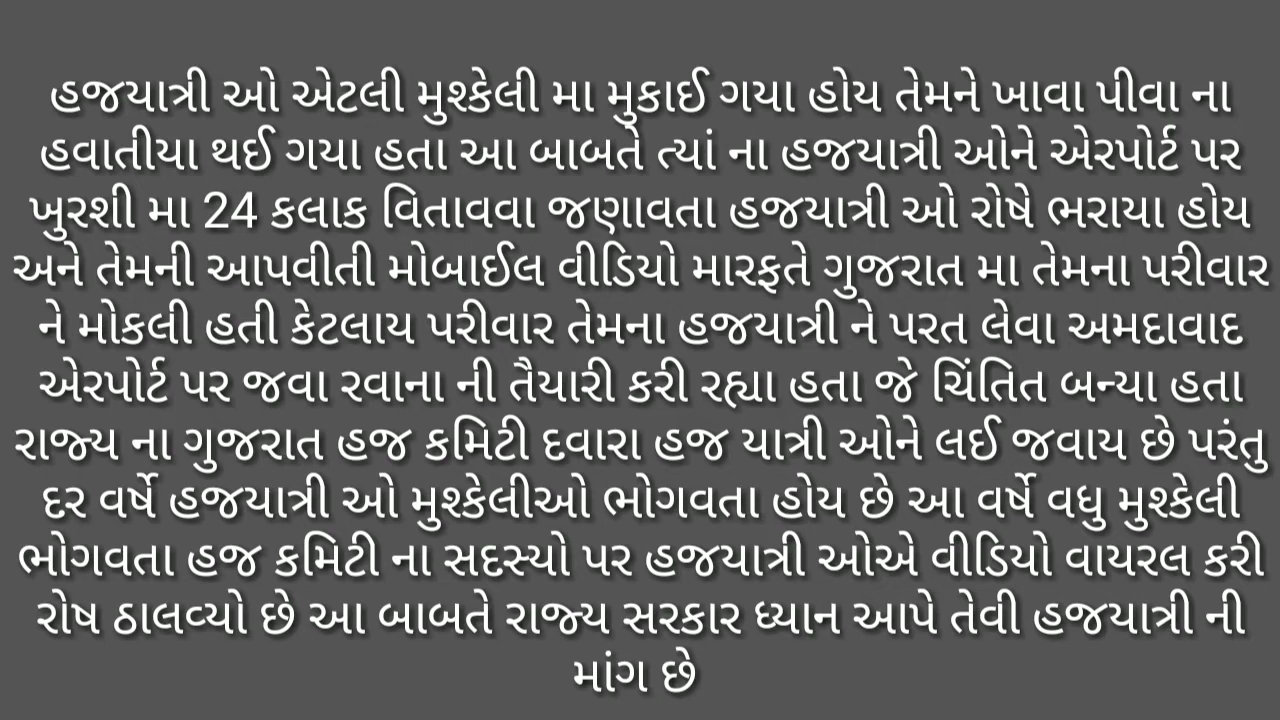 હજયાત્રી ઓ એટલી મુશ્કેલી મા મુકાઈ ગયા હોય તેમને ખાવા પીવા ના
હવાતીયા થઈ ગયા હતા આ બાબતે ત્યાં ના હજયાત્રી ઓને એરપોર્ટ પર
ખુરશી મા 24 કલાક વિતાવવા જણાવતા હજયાત્રી ઓ રોષે ભરાયા હોય
અને તેમની આપવીતી મોબાઈલ વીડિયો મારફતે ગુજરાત મા તેમના પરીવાર
ને મોકલી હતી કેટલાય પરીવાર તેમના હજયાત્રી ને પરત લેવા અમદાવાદ
એરપોર્ટ પર જવા રવાના ની તૈયારી કરી રહ્યા હતા જે ચિંતિત બન્યા હતા
રાજ્ય ના ગુજરાત હજ કમિટી દવારા હજ યાત્રી ઓને લઈ જવાય છે પરંતુ
દર વર્ષે હજયાત્રી ઓ મુશ્કેલીઓ ભોગવતા હોય છે આ વર્ષે વધુ મુશ્કેલી
ભોગવતા હજ કમિટી ના સદસ્યો પર હજયાત્રી ઓએ વીડિયો વાયરલ કરી
રોષ ઠાલવ્યો છે આ બાબતે રાજ્ય સરકાર ધ્યાન આપે તેવી હજયાત્રી ની
માંગ છે